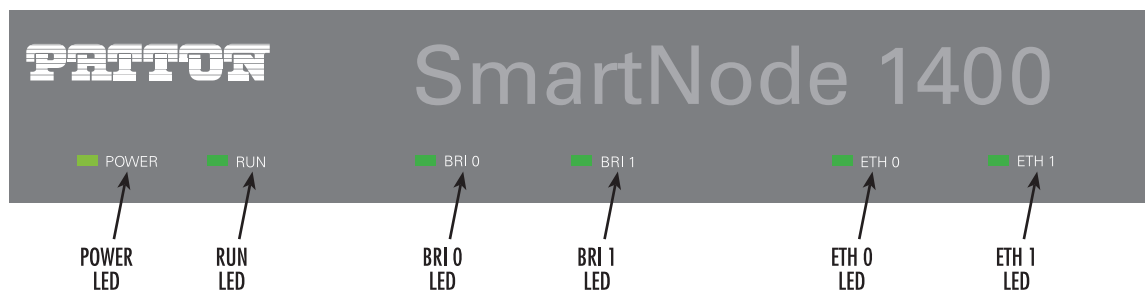 PATTON
SmartNode 1400
POWER RUN BRI 0 BRI 1 ETH 0 ETH 1
POWER LED
RUN LED
BRI 0 LED
BRI 1 LED
ETH 0 LED
ETH 1 LED